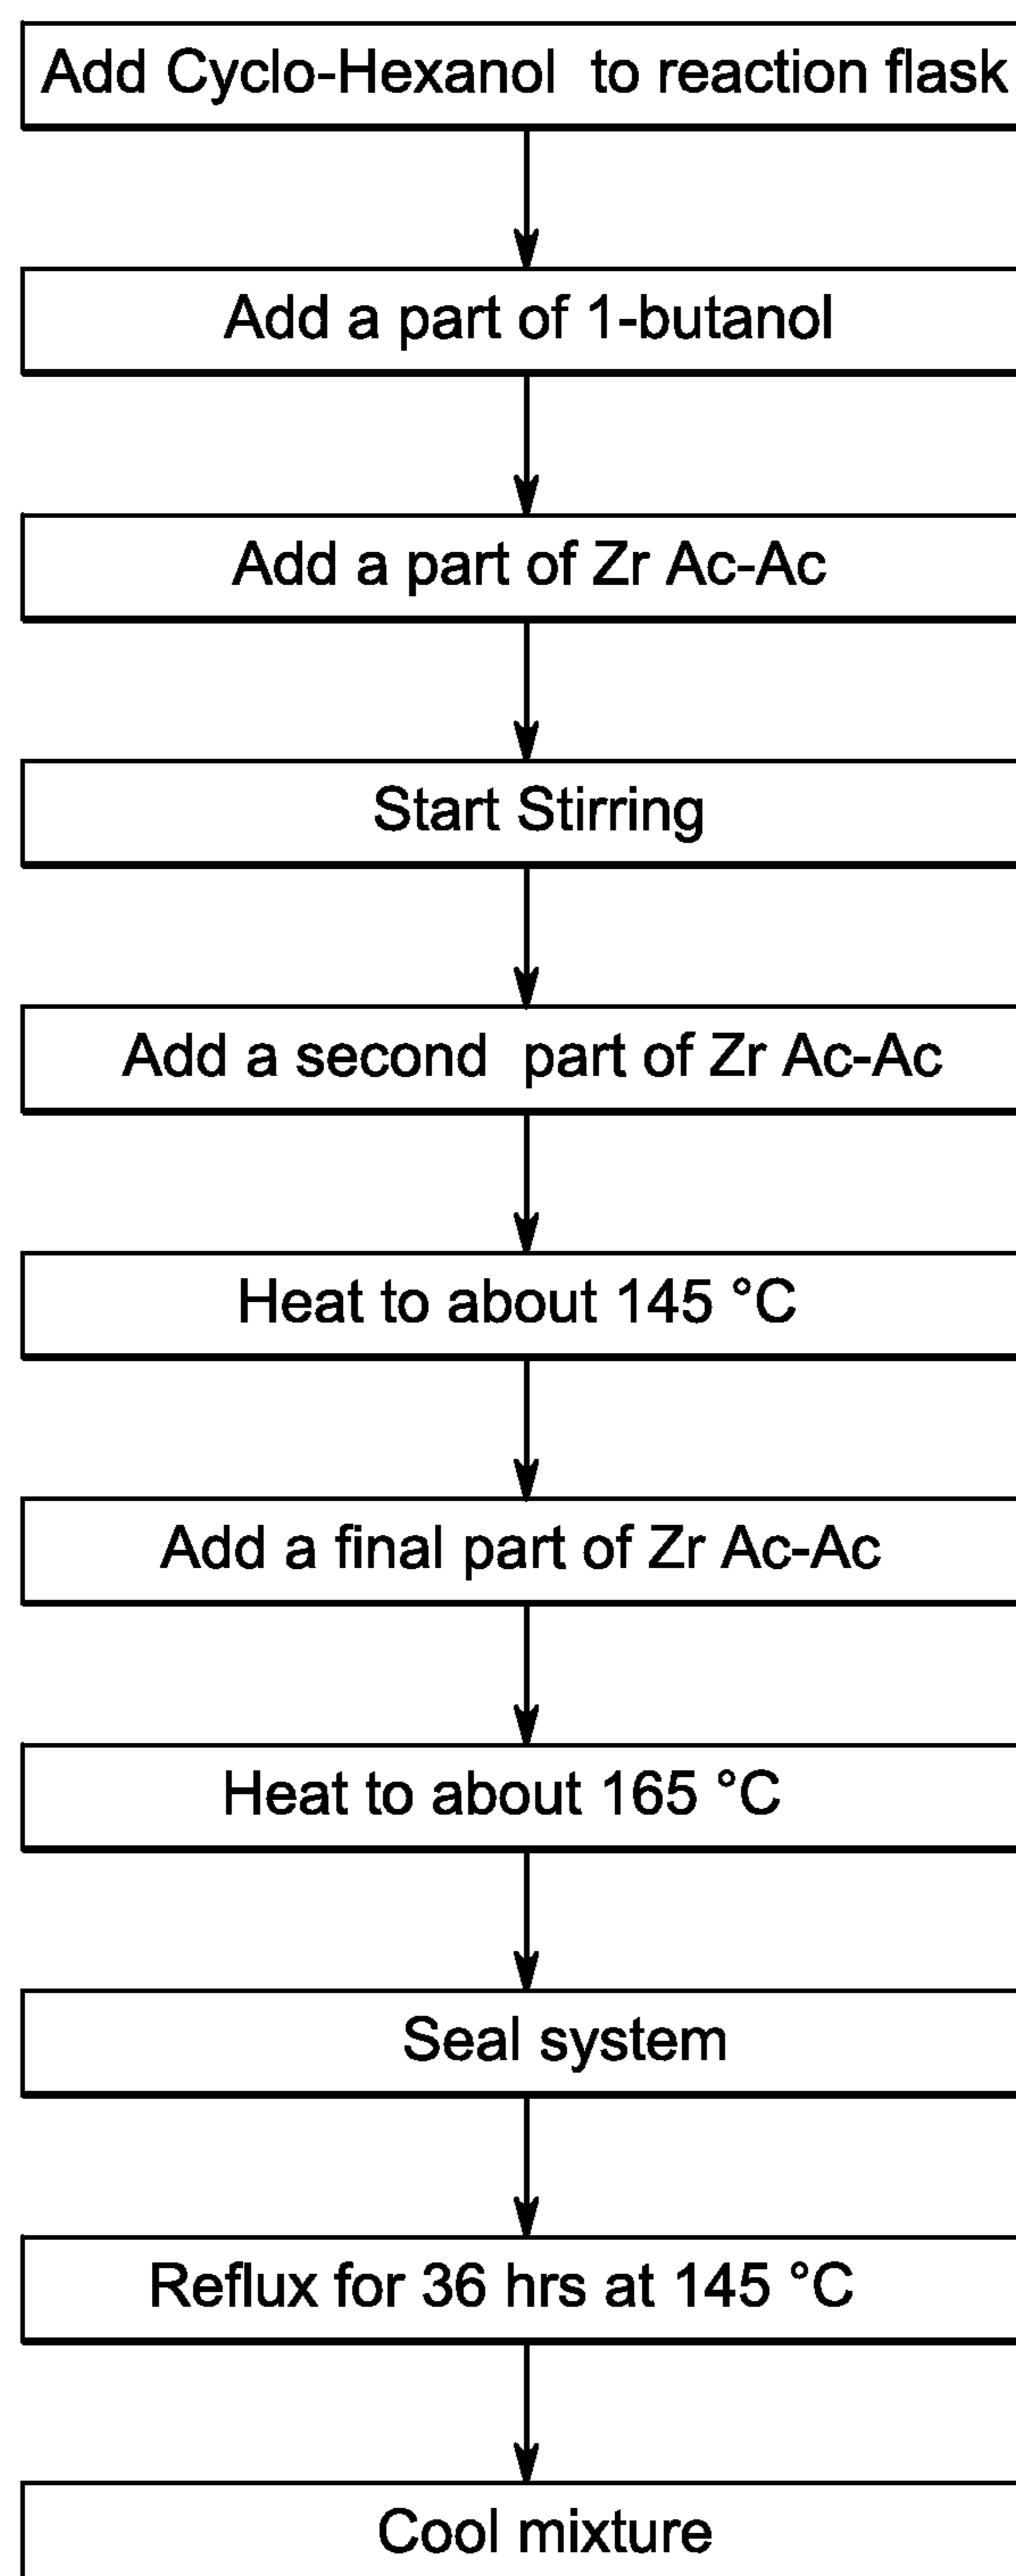 Add Cyclo-Hexanol to reaction flask
Add a part of 1-butanol
Add a part of Zr Ac-Ac
Start Stirring
Add a second part of Zr Ac-Ac
Heat to about 145 °C
Add a final part of Zr Ac-Ac
Heat to about 165 °C
Seal system
Reflux for 36 hrs at 145 °C
Cool mixture